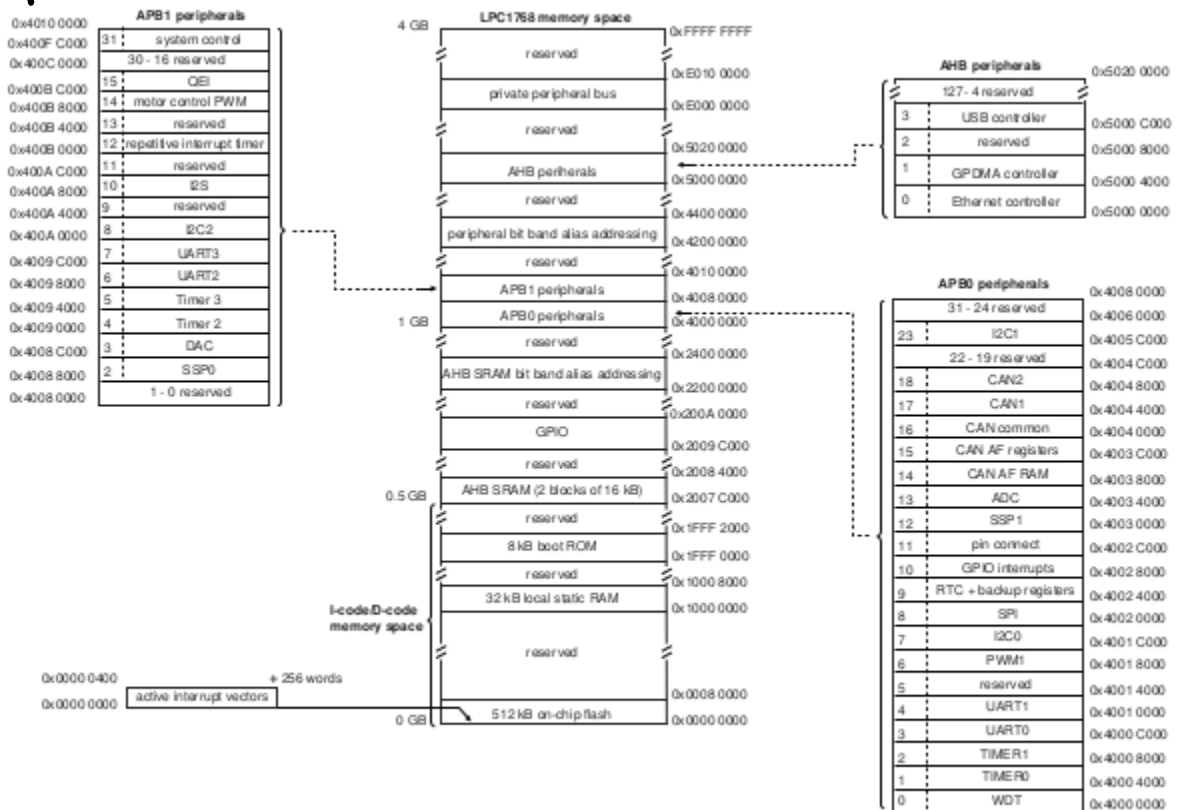 APB1 peripherals
0x4010 0000
31 system control
0x400F C000
30 - 16 reserved
0x400C 0000
15 QEI
0x400B C000
14 motor control PWM
0x400B 8000
13 reserved
0x400B 4000
12 repetitive interrupt timer
0x400B 0000
11 reserved
0x400A C000
10 I2S
0x400A 8000
9 reserved
0x400A 4000
8 I2C2
0x400A 0000
7 UART3
0x4009 C000
6 UART2
0x4009 8000
5 Timer 3
0x4009 4000
4 Timer 2
0x4009 0000
3 DAC
0x4008 C000
2 SSP0
0x4008 8000
1 - 0 reserved
0x4008 0000
LPC1768 memory space
4 GB
0xFFFF FFFF
reserved
0xE010 0000
private peripheral bus
0xE000 0000
reserved
0x5020 0000
AHB periherals
0x5000 0000
reserved
0x4400 0000
peripheral bit band alias addressing
0x4200 0000
reserved
0x4010 0000
APB1 peripherals
0x4008 0000
APB0 peripherals
1 GB
0x4000 0000
reserved
0x2400 0000
AHB SRAM bit band alias addressing
0x2200 0000
reserved
0x200A 0000
GPIO
0x2009 C000
reserved
0x2008 4000
AHB SRAM (2 blocks of 16 kB)
0.5 GB
0x2007 C000
reserved
0x1FFF 2000
8 kB boot ROM
0x1FFF 0000
reserved
0x1000 8000
32 kB local static RAM
0x1000 0000
I-code/D-code
memory space
reserved
0x0008 0000
512 kB on-chip flash
0 GB
0x0000 0000
0x0000 0400
+ 256 words
active interrupt vectors
0x0000 0000
AHB peripherals
0x5020 0000
127- 4 reserved
3 USB controller
0x5000 C000
2 reserved
0x5000 8000
1 GPDMA controller
0x5000 4000
0 Ethernet controller
0x5000 0000
APB0 peripherals
0x4008 0000
31 - 24 reserved
0x4006 0000
23 I2C1
0x4005 C000
22 - 19 reserved
0x4004 C000
18 CAN2
0x4004 8000
17 CAN1
0x4004 4000
16 CAN common
0x4004 0000
15 CAN AF registers
0x4003 C000
14 CAN AF RAM
0x4003 8000
13 ADC
0x4003 4000
12 SSP1
0x4003 0000
11 pin connect
0x4002 C000
10 GPIO interrupts
0x4002 8000
9 RTC + backup registers
0x4002 4000
8 SPI
0x4002 0000
7 I2C0
0x4001 C000
6 PWM1
0x4001 8000
5 reserved
0x4001 4000
4 UART1
0x4001 0000
3 UART0
0x4000 C000
2 TIMER1
0x4000 8000
1 TIMER0
0x4000 4000
0 WDT
0x4000 0000